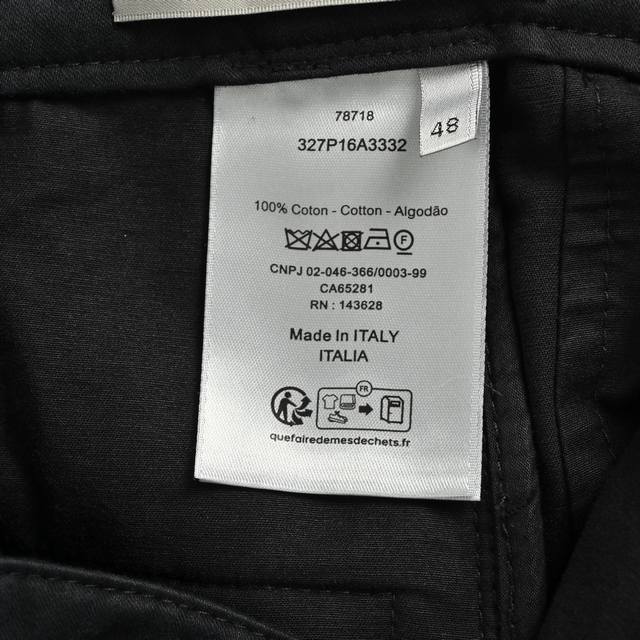 78718
48
327P16A3332
100% Coton - Cotton - Algodão
F
CNPJ 02-046-366/0003-99
CA65281
RN : 143628
Made In ITALY
ITALIA
FR
quefairedemesdechets.fr